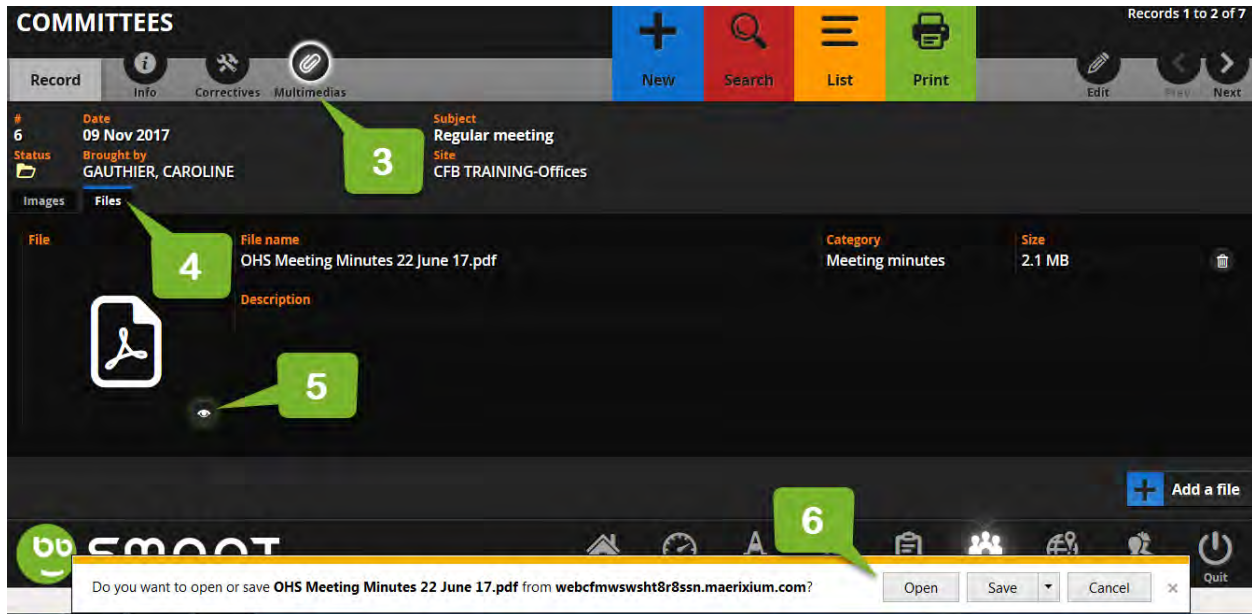 COMMITTEES
Records 1 to 2 of 7
Record
Info
Correctives
Multimedias
New
Search
List
Print
Edit
Prev
Next
3
# Date Subject
6 09 Nov 2017 Regular meeting
Status Brought by Site
GAUTHIER, CAROLINE CFB TRAINING-Offices
Images Files
4
File File name Category Size
OHS Meeting Minutes 22 June 17.pdf Meeting minutes 2.1 MB
Description
5
Add a file
6
Quit
Do you want to open or save OHS Meeting Minutes 22 June 17.pdf from webcfmwswsht8r8ssn.maerixium.com?
Open Save Cancel